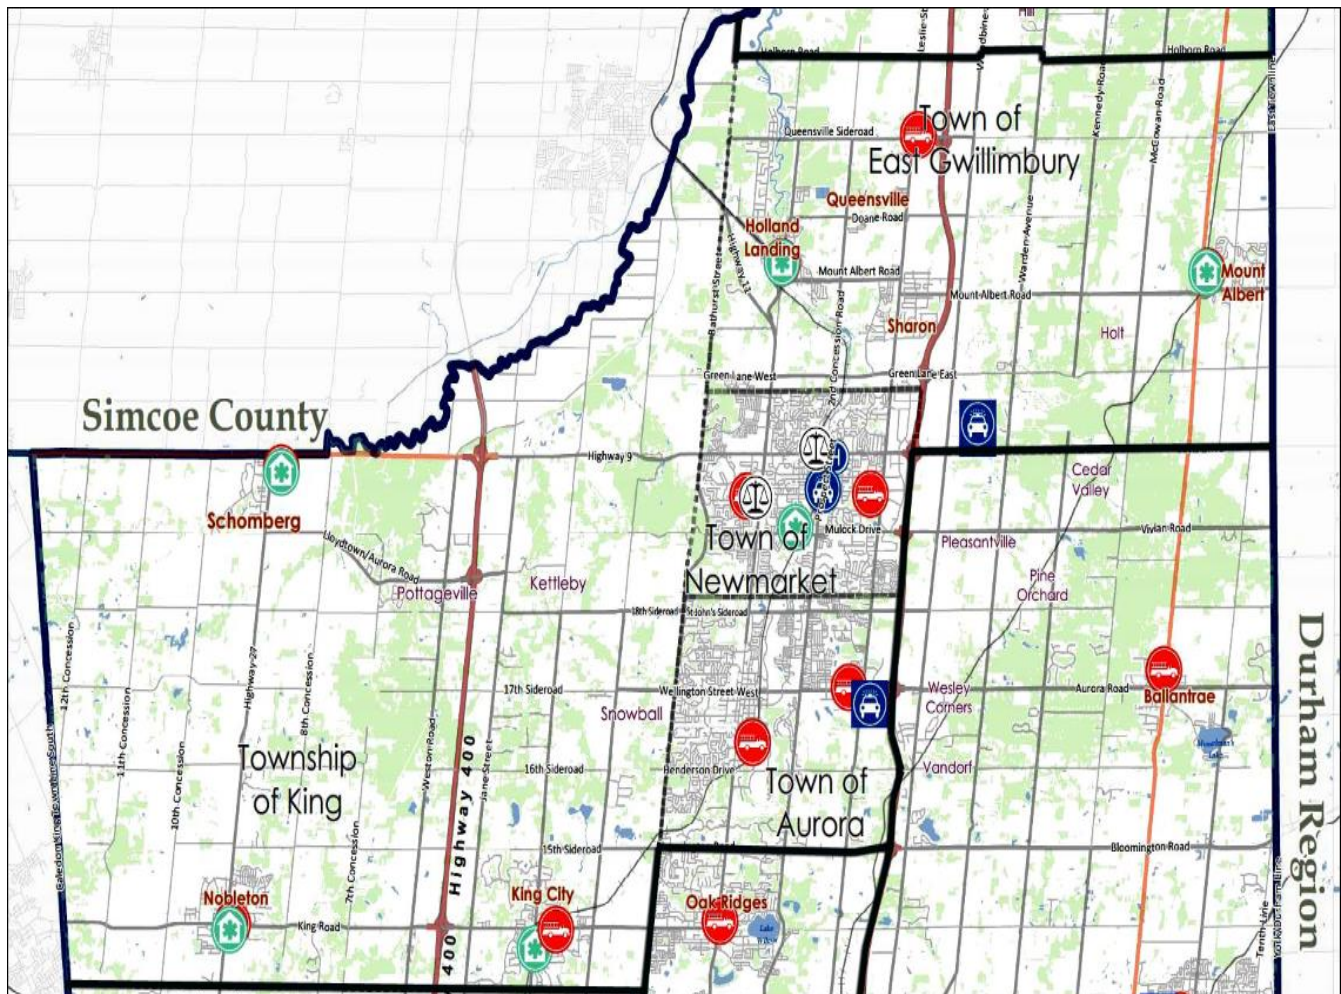 Hill
Leslie St
Holborn Road
Holborn Road
Kennedy Road
McCowan Road
Queensville Sideroad
Town of
East Gwillimbury
Queensville
Doane Road
Warden Avenue
Holland
Landing
Highway 11
Bathurst Street
Mount Albert Road
Mount Albert Road
Mount
Albert
2nd Concession Road
Sharon
Holt
Green Lane West
Green Lane East
Simcoe County
Highway 9
Cedar
Valley
Schomberg
Lloydtown/Aurora Road
Mulock Drive
Vivian Road
Town of
Newmarket
Pleasantville
Pottageville
Kettleby
Pine
Orchard
18th Sideroad
St John's Sideroad
12th Concession
11th Concession
10th Concession
Highway 27
8th Concession
7th Concession
Weston Road
Highway 400
Jane Street
17th Sideroad
Wellington Street West
Wesley
Corners
Aurora Road
Ballantrae
Snowball
Township
of King
16th Sideroad
Henderson Drive
Town of
Aurora
Vandorf
Durham Region
15th Sideroad
Bloomington Road
Nobleton
King Road
King City
Oak Ridges
Lake
400
Tenth Line